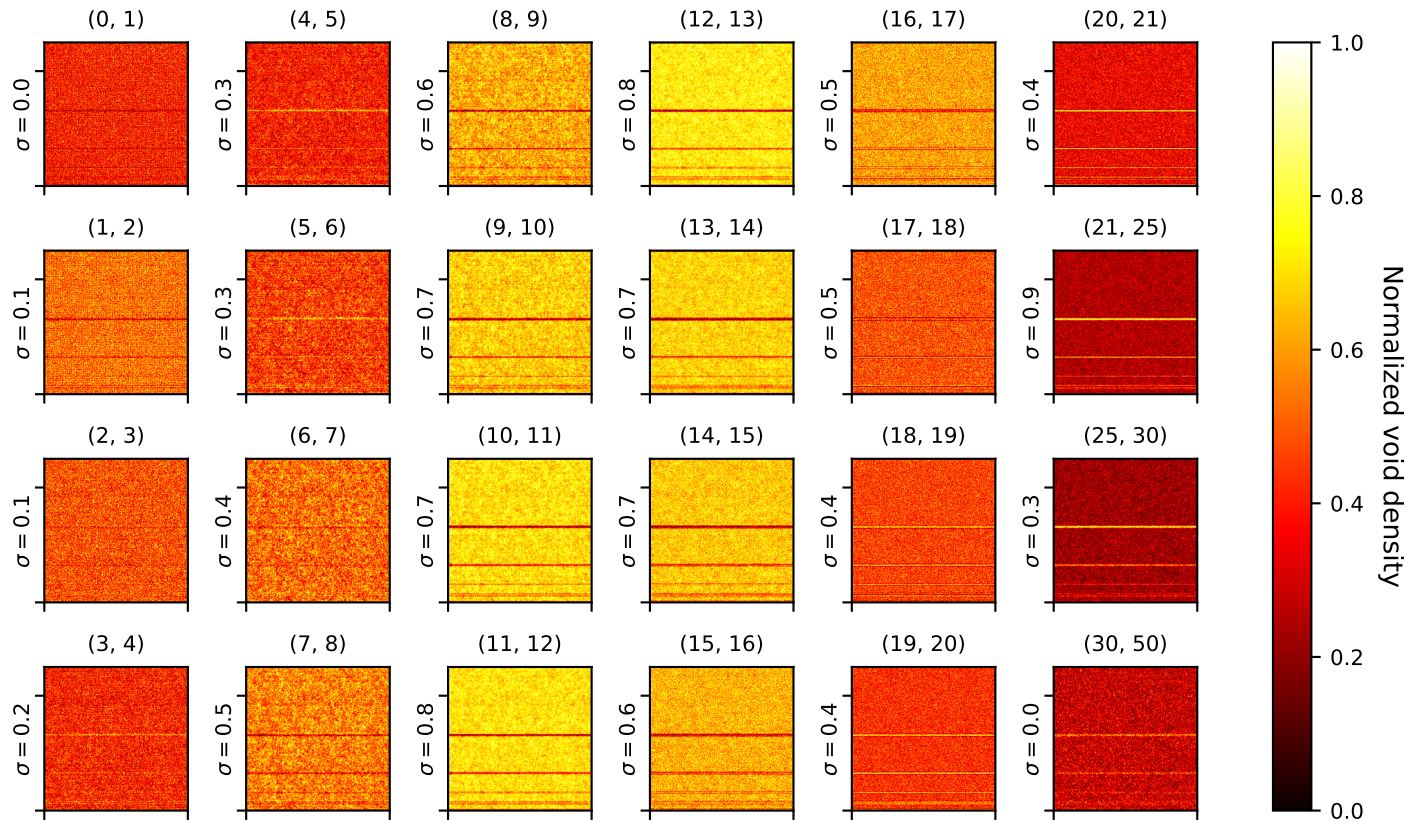 (0, 1) (4, 5) (8, 9) (12, 13) (16, 17) (20, 21)
σ = 0.0 σ = 0.3 σ = 0.6 σ = 0.8 σ = 0.5 σ = 0.4
(1, 2) (5, 6) (9, 10) (13, 14) (17, 18) (21, 25)
σ = 0.1 σ = 0.3 σ = 0.7 σ = 0.7 σ = 0.5 σ = 0.9
(2, 3) (6, 7) (10, 11) (14, 15) (18, 19) (25, 30)
σ = 0.1 σ = 0.4 σ = 0.7 σ = 0.7 σ = 0.4 σ = 0.3
(3, 4) (7, 8) (11, 12) (15, 16) (19, 20) (30, 50)
σ = 0.2 σ = 0.5 σ = 0.8 σ = 0.6 σ = 0.4 σ = 0.0
1.0
0.8
0.6
0.4
0.2
0.0
Normalized void density